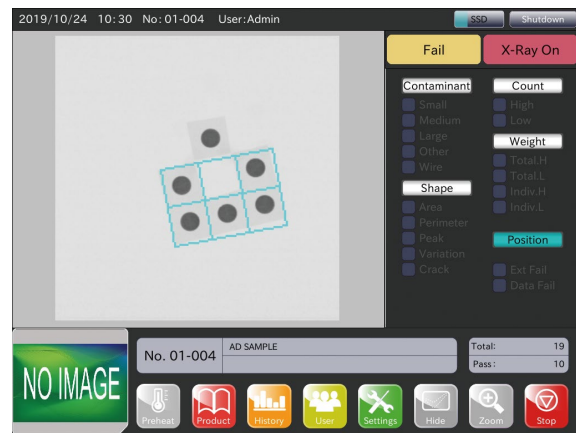 2019/10/24 10:30 No:01-004 User:Admin
SSD
Shutdown
Fail
X-Ray On
Contaminant
Small
Medium
Large
Other
Wire
Shape
Area
Perimeter
Peak
Variation
Crack
Count
High
Low
Weight
Total.H
Total.L
Indiv.H
Indiv.L
Position
Ext Fail
Data Fail
NO IMAGE
No. 01-004
AD SAMPLE
Total: 19
Pass: 10
Preheat
Product
History
User
Settings
Hide
Zoom
Stop